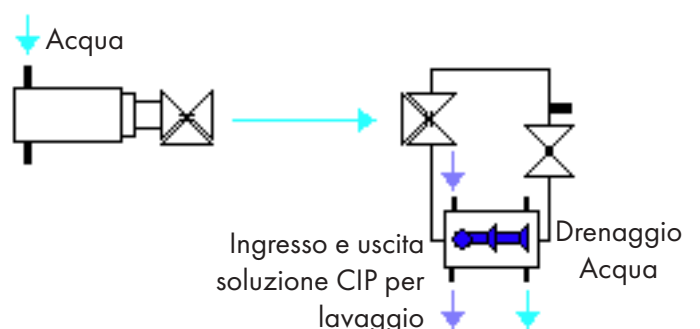 Acqua
Ingresso e uscita
soluzione CIP per
lavaggio
Drenaggio
Acqua